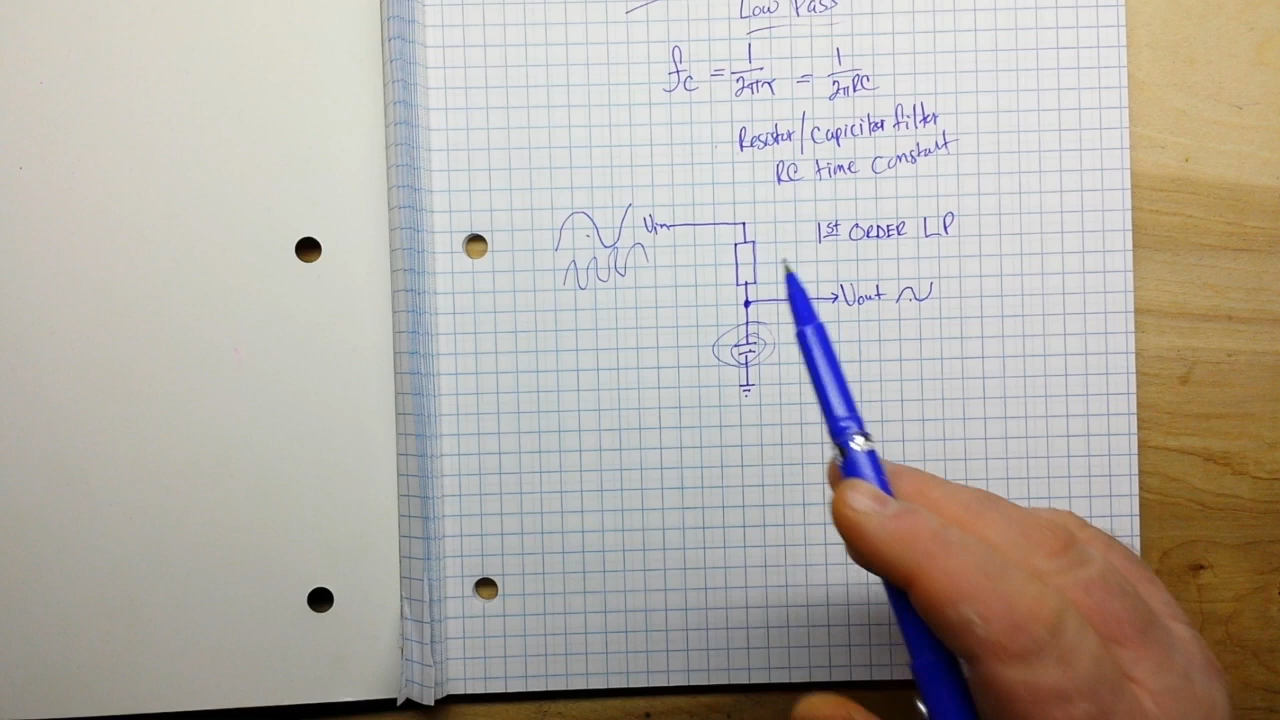 Low Pass
fc = 1/2πτ = 1/2πRC
Resistor/Capicitor filter
RC time constant
Vin
1st ORDER LP
Vout